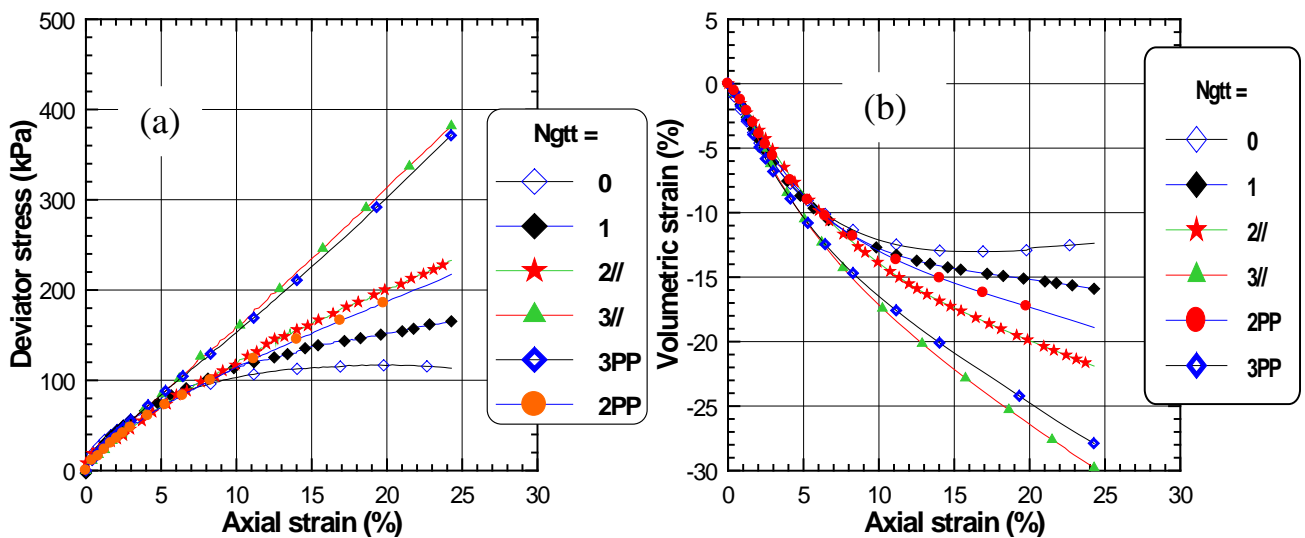 500
400
300
200
100
0
Deviator stress (kPa)
0 5 10 15 20 25 30
Axial strain (%)
(a)
Ngtt =
0
1
2//
3//
3PP
2PP
5
0
-5
-10
-15
-20
-25
-30
Volumetric strain (%)
0 5 10 15 20 25 30
Axial strain (%)
(b)
Ngtt =
0
1
2//
3//
2PP
3PP